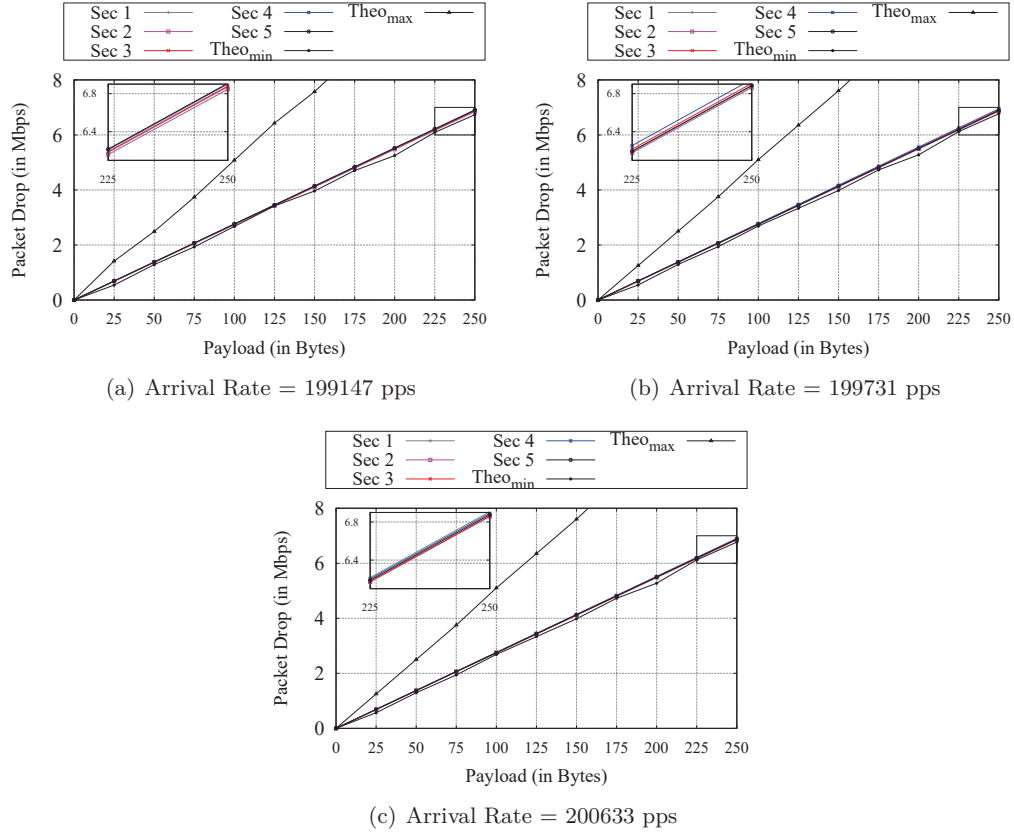 Sec 1
Sec 2
Sec 3
Sec 4
Sec 5
Theo_min
Theo_max
Packet Drop (in Mbps)
8
6
4
2
0
6.8
6.4
225
250
0 25 50 75 100 125 150 175 200 225 250
Payload (in Bytes)
(a) Arrival Rate = 199147 pps
Sec 1
Sec 2
Sec 3
Sec 4
Sec 5
Theo_min
Theo_max
Packet Drop (in Mbps)
8
6
4
2
0
6.8
6.4
225
250
0 25 50 75 100 125 150 175 200 225 250
Payload (in Bytes)
(b) Arrival Rate = 199731 pps
Sec 1
Sec 2
Sec 3
Sec 4
Sec 5
Theo_min
Theo_max
Packet Drop (in Mbps)
8
6
4
2
0
6.8
6.4
225
250
0 25 50 75 100 125 150 175 200 225 250
Payload (in Bytes)
(c) Arrival Rate = 200633 pps